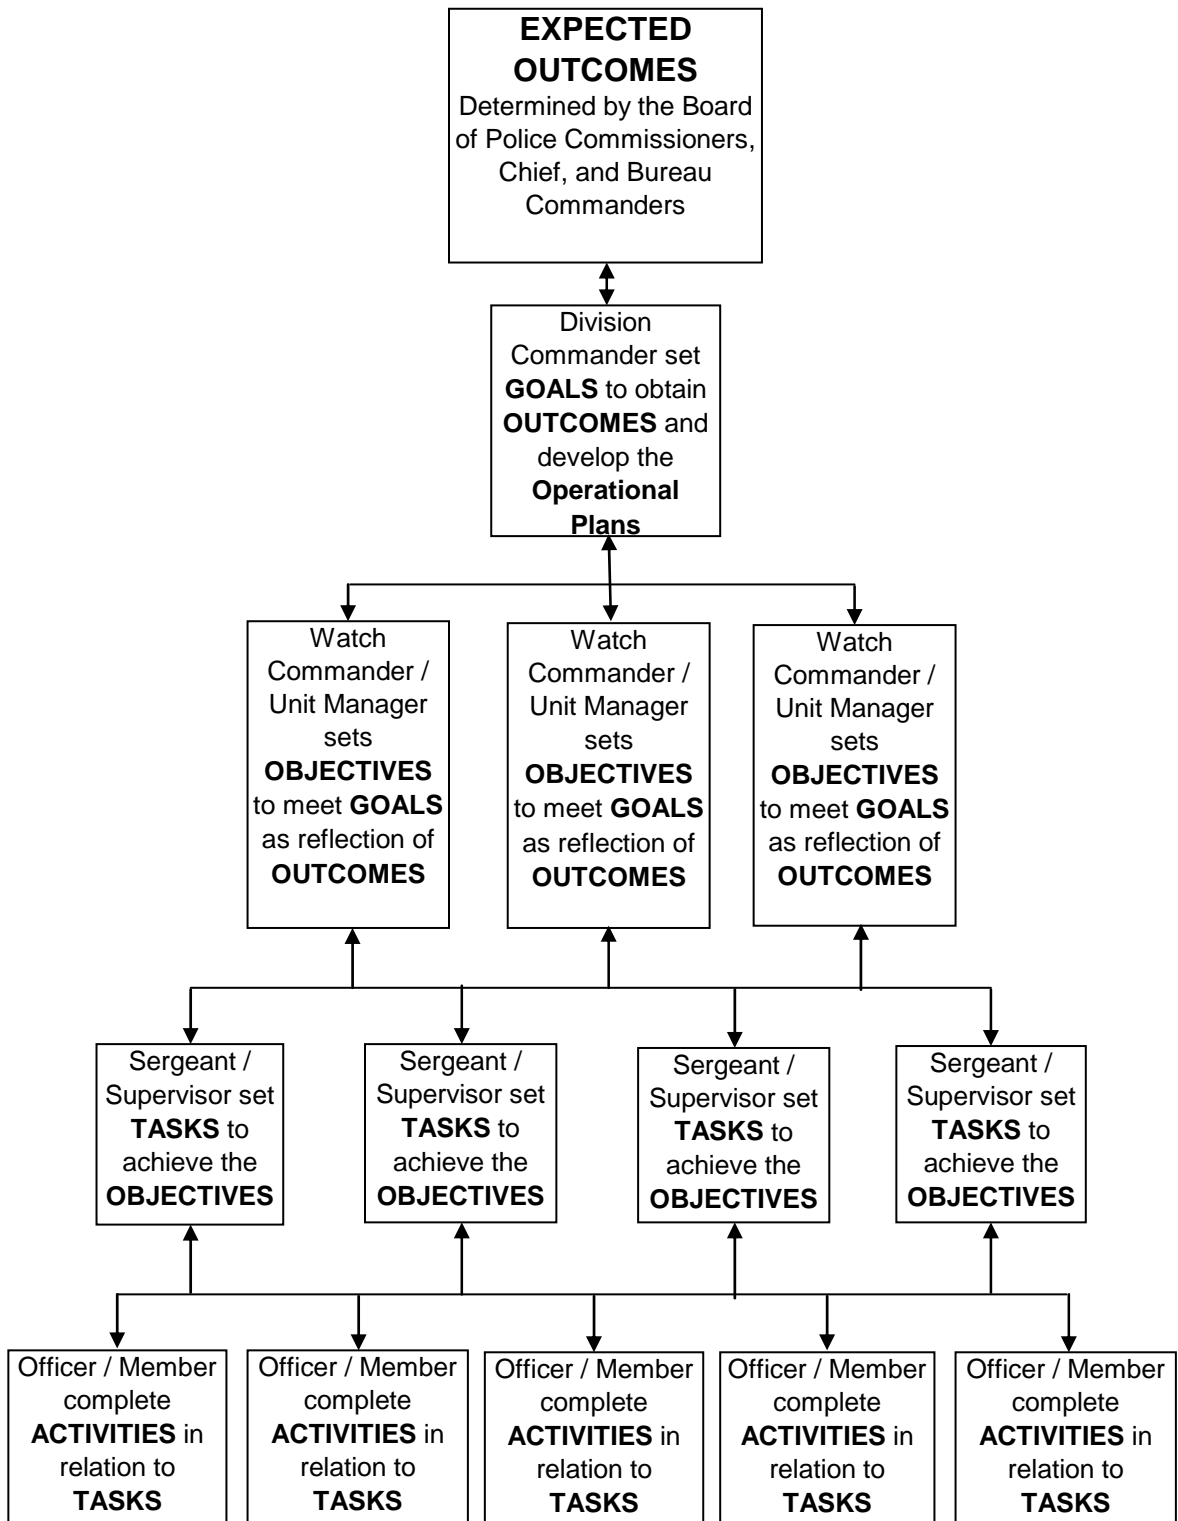 EXPECTED
OUTCOMES
Determined by the Board
of Police Commissioners,
Chief, and Bureau
Commanders
Division
Commander set
GOALS to obtain
OUTCOMES and
develop the
Operational
Plans
Watch
Commander /
Unit Manager
sets
OBJECTIVES
to meet GOALS
as reflection of
OUTCOMES
Watch
Commander /
Unit Manager
sets
OBJECTIVES
to meet GOALS
as reflection of
OUTCOMES
Watch
Commander /
Unit Manager
sets
OBJECTIVES
to meet GOALS
as reflection of
OUTCOMES
Sergeant /
Supervisor set
TASKS to
achieve the
OBJECTIVES
Sergeant /
Supervisor set
TASKS to
achieve the
OBJECTIVES
Sergeant /
Supervisor set
TASKS to
achieve the
OBJECTIVES
Sergeant /
Supervisor set
TASKS to
achieve the
OBJECTIVES
Officer / Member
complete
ACTIVITIES in
relation to
TASKS
Officer / Member
complete
ACTIVITIES in
relation to
TASKS
Officer / Member
complete
ACTIVITIES in
relation to
TASKS
Officer / Member
complete
ACTIVITIES in
relation to
TASKS
Officer / Member
complete
ACTIVITIES in
relation to
TASKS